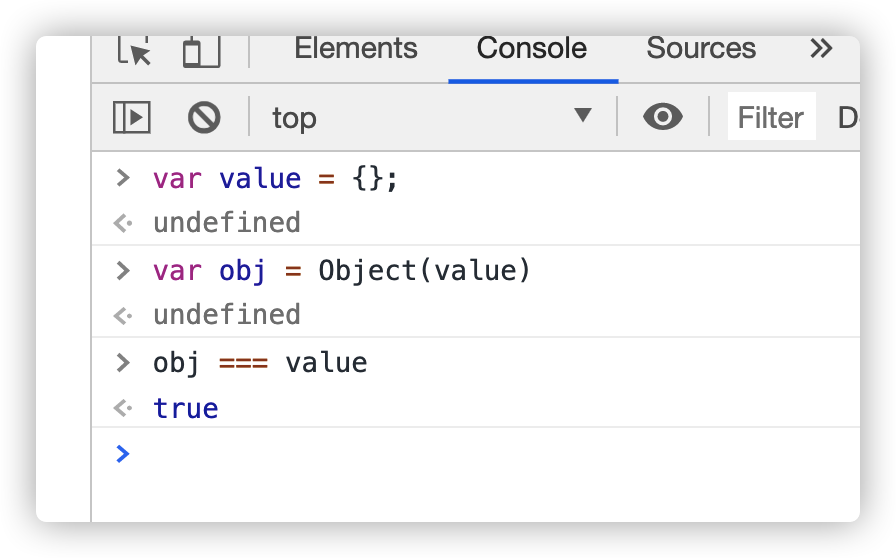 Elements Console Sources »
top ▼ Filter D
> var value = {};
<· undefined
> var obj = Object(value)
<· undefined
> obj === value
<· true
>